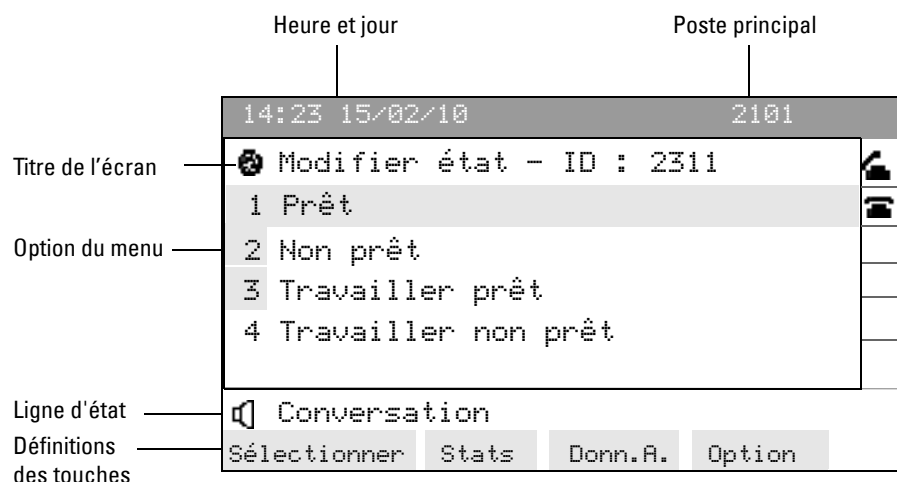 Heure et jour
Poste principal
14:23 15/02/10
2101
Titre de l'écran
Modifier état - ID : 2311
1 Prêt
Option du menu
2 Non prêt
3 Travailler prêt
4 Travailler non prêt
Ligne d'état
Conversation
Définitions
des touches
Sélectionner Stats Donn.A. Option